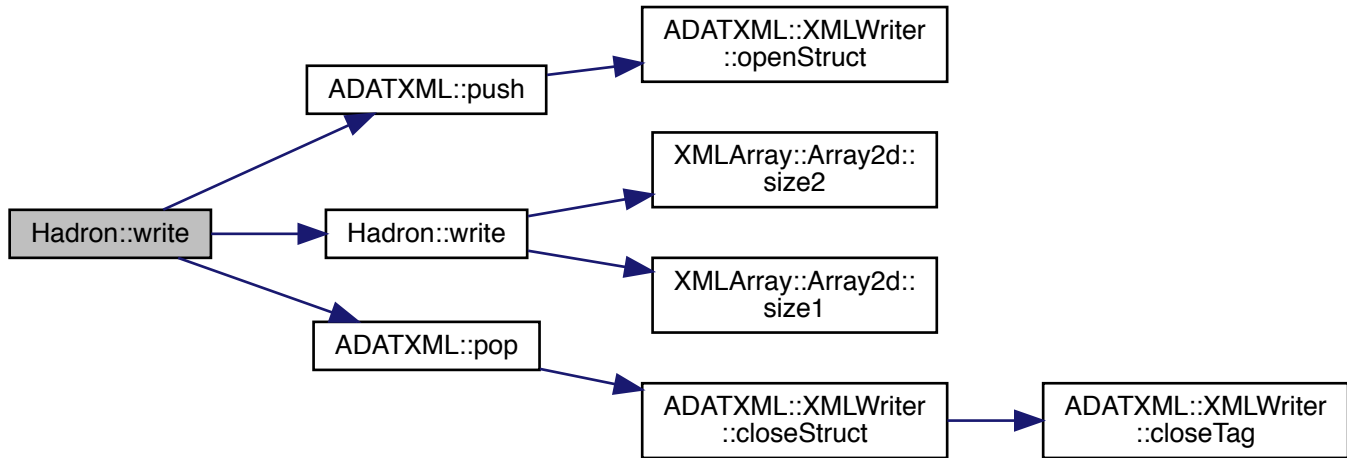 ADATXML::XMLWriter
::openStruct
ADATXML::push
XMLArray::Array2d::
size2
Hadron::write
Hadron::write
XMLArray::Array2d::
size1
ADATXML::pop
ADATXML::XMLWriter
::closeStruct
ADATXML::XMLWriter
::closeTag